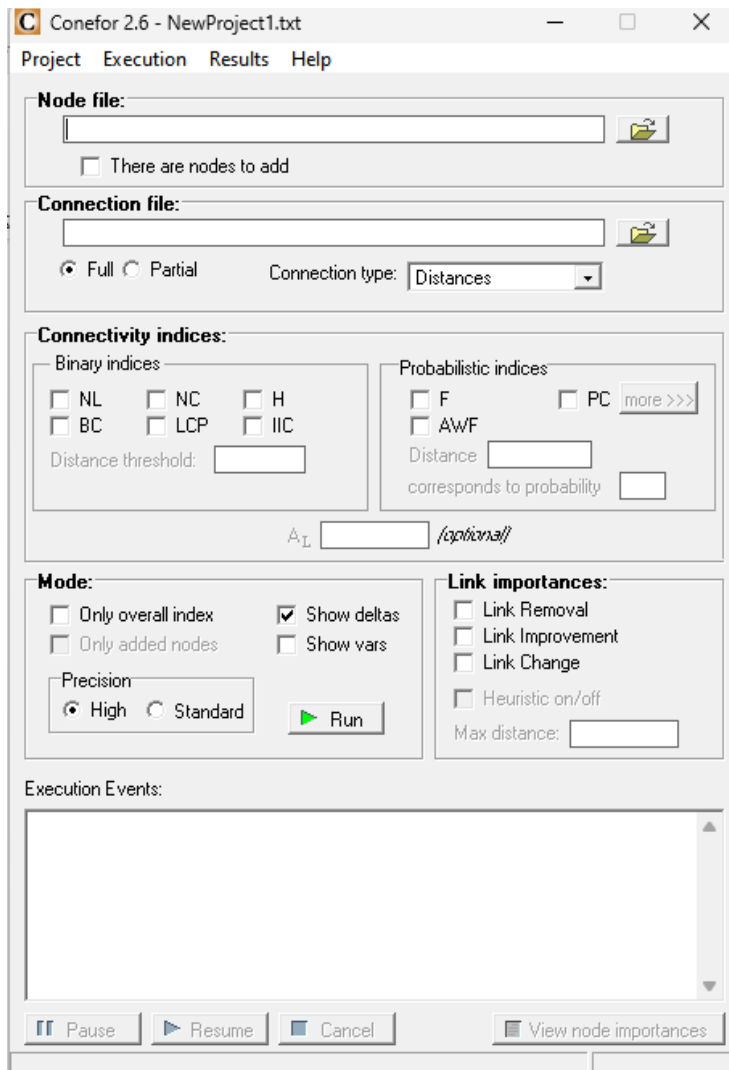 C Conefor 2.6 - NewProject1.txt
Project Execution Results Help
Node file:
There are nodes to add
Connection file:
Full Partial Connection type: Distances
Connectivity indices:
Binary indices
NL NC H
BC LCP IIC
Distance threshold:
Probabilistic indices
F PC more >>>
AWF
Distance
corresponds to probability
AL (optional)
Mode:
Only overall index Show deltas
Only added nodes Show vars
Precision
High Standard
Run
Link importances:
Link Removal
Link Improvement
Link Change
Heuristic on/off
Max distance:
Execution Events:
Pause Resume Cancel View node importances